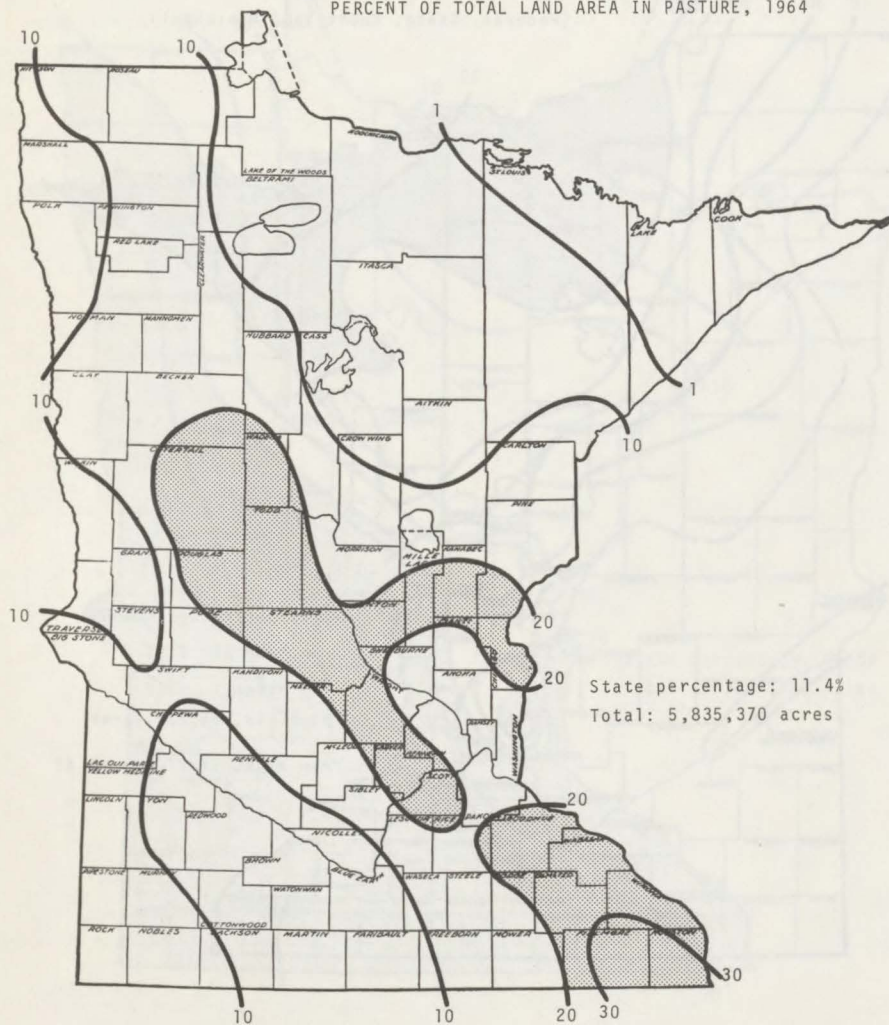 PERCENT OF TOTAL LAND AREA IN PASTURE, 1964
10
10
1
KITTSON
ROSEAU
KOOCHICHING
MARSHALL
LAKE OF THE WOODS
BELTRAMI
ST. LOUIS
LAKE
COOK
POLK
PENNINGTON
RED LAKE
CLEARWATER
ITASCA
NORMAN
MAHNOMEN
HUBBARD
CASS
CLAY
BECKER
1
10
AITKIN
10
OTTERTAIL
WADENA
CROW WING
CARLTON
WILKIN
PINE
TODD
GRANT
DOUGLAS
MORRISON
MILLE LACS
KANABEC
10
STEVENS
POPE
STEARNS
BENTON
20
TRAVERSE
BIG STONE
SHERBURNE
ANOKA
20
SWIFT
KANDIYOHI
MEEKER
State percentage: 11.4%
Total: 5,835,370 acres
CHIPPEWA
WASHINGTON
LAC QUI PARLE
RENVILLE
McLEOD
CARVER
YELLOW MEDICINE
SCOTT
SIBLEY
LINCOLN
LYON
20
REDWOOD
NICOLLET
LESUEUR
RICE
DAKOTA
GOODHUE
WABASHA
BROWN
BLUE EARTH
PIPESTONE
MURRAY
WASECA
STEELE
DODGE
OLMSTED
WINONA
WATONWAN
COTTONWOOD
ROCK
NOBLES
JACKSON
MARTIN
FARIBAULT
FREEBORN
MOWER
FILLMORE
HOUSTON
30
10
10
20
30